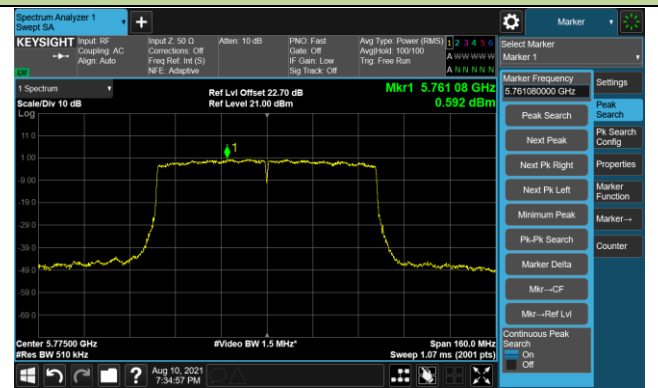 Spectrum Analyzer 1
Swept SA
Marker
KEYSIGHT
Input: RF
Coupling: AC
Align: Auto
Input Z: 50 Ω
Corrections: Off
Freq Ref: Int (S)
NFE: Adaptive
Atten: 10 dB
PNO: Fast
Gate: Off
IF Gain: Low
Sig Track: Off
Avg Type: Power (RMS)
Avg|Hold: 100/100
Trig: Free Run
1 2 3 4 5 6
A W W W W W
A N N N N N
Select Marker
Marker 1
1 Spectrum
Scale/Div 10 dB
Log
Ref Lvl Offset 22.70 dB
Ref Level 21.00 dBm
Mkr1 5.761 08 GHz
0.592 dBm
11.0
1.00
-9.00
-19.0
-29.0
-39.0
-49.0
-59.0
-69.0
1
Center 5.77500 GHz
#Res BW 510 kHz
#Video BW 1.5 MHz*
Span 160.0 MHz
Sweep 1.07 ms (2001 pts)
Marker Frequency
5.761080000 GHz
Peak Search
Next Peak
Next Pk Right
Next Pk Left
Minimum Peak
Pk-Pk Search
Marker Delta
Mkr→CF
Mkr→Ref Lvl
Continuous Peak
Search
On
Off
Settings
Peak
Search
Pk Search
Config
Properties
Marker
Function
Marker→
Counter
Aug 10, 2021
7:34:57 PM